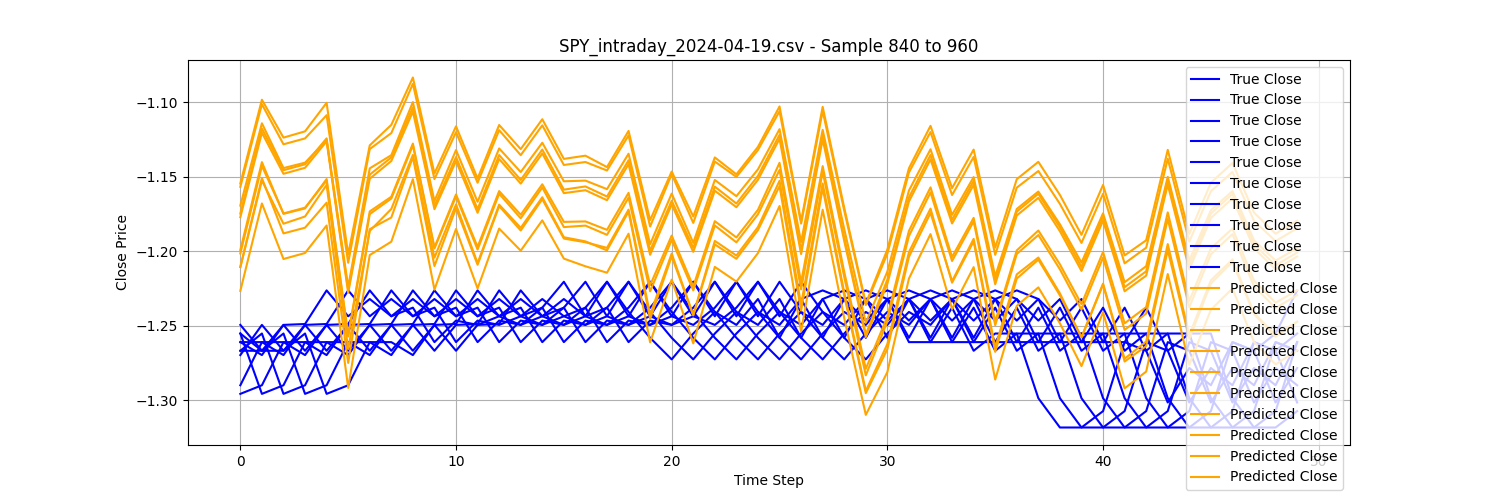 SPY_intraday_2024-04-19.csv - Sample 840 to 960
Close Price
−1.10
−1.15
−1.20
−1.25
−1.30
0
10
20
30
40
50
Time Step
True Close
True Close
True Close
True Close
True Close
True Close
True Close
True Close
True Close
True Close
Predicted Close
Predicted Close
Predicted Close
Predicted Close
Predicted Close
Predicted Close
Predicted Close
Predicted Close
Predicted Close
Predicted Close